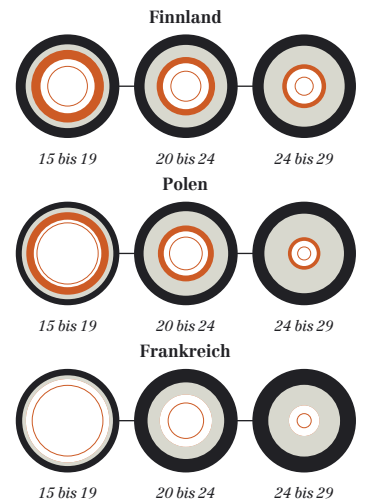 Finnland
15 bis 19 20 bis 24 24 bis 29
Polen
15 bis 19 20 bis 24 24 bis 29
Frankreich
15 bis 19 20 bis 24 24 bis 29